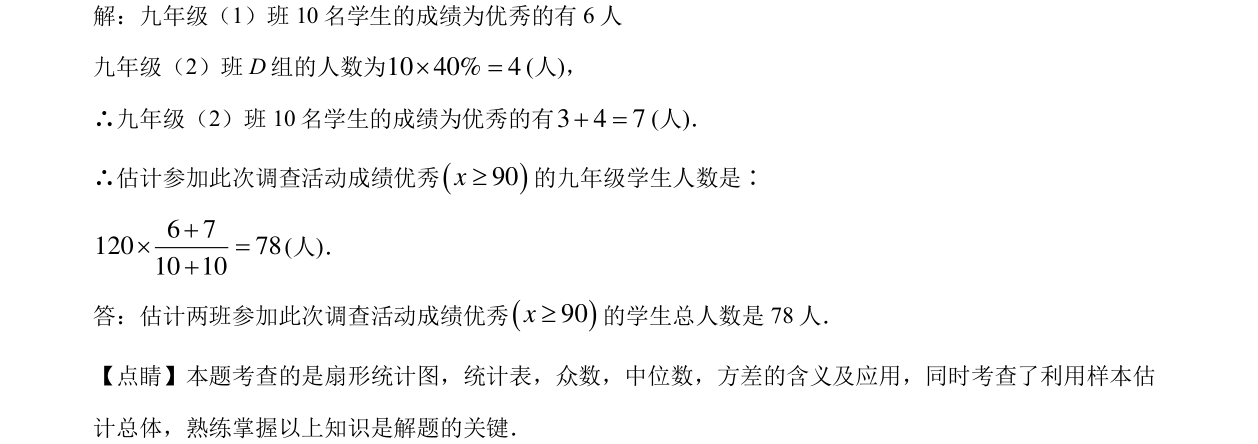 解：九年级（1）班 10 名学生的成绩为优秀的有 6 人
九年级（2）班 D 组的人数为10×40% = 4 (人)，
∴九年级（2）班 10 名学生的成绩为优秀的有3+4 = 7 (人)．
∴估计参加此次调查活动成绩优秀(x ≥ 90) 的九年级学生人数是∶
120× (6+7)/(10+10) = 78 (人)．
答：估计两班参加此次调查活动成绩优秀(x ≥ 90) 的学生总人数是 78 人．
【点睛】本题考查的是扇形统计图，统计表，众数，中位数，方差的含义及应用，同时考查了利用样本估
计总体，熟练掌握以上知识是解题的关键．